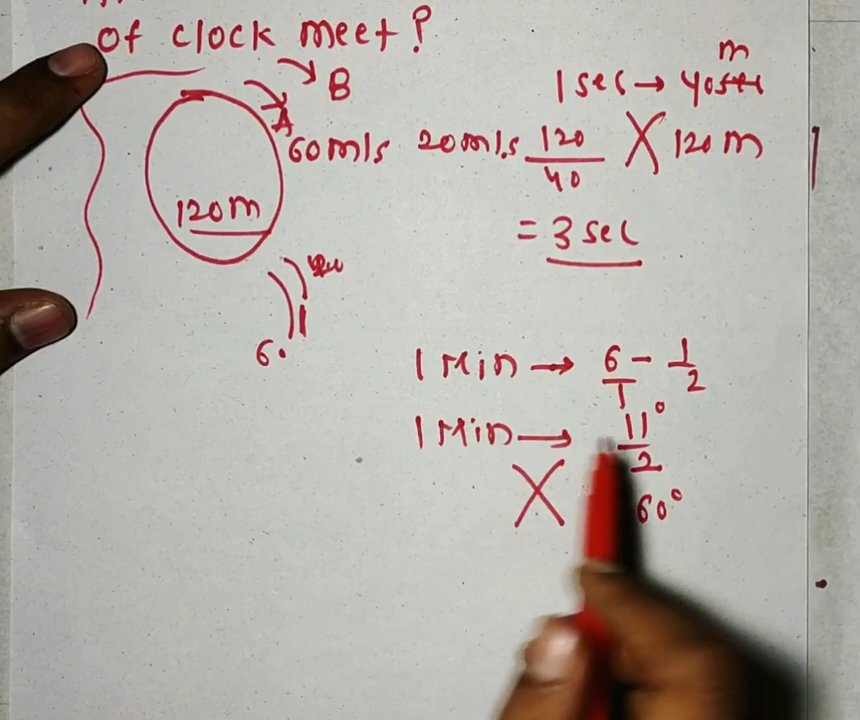 of clock meet?
B
A
60m/s 20m/s
120m
1 sec → 40 m
120/40 X 120 m
= 3 sec
6.
1 Min → 6/1 - 1/2
1 Min → 11°/2
X 60°